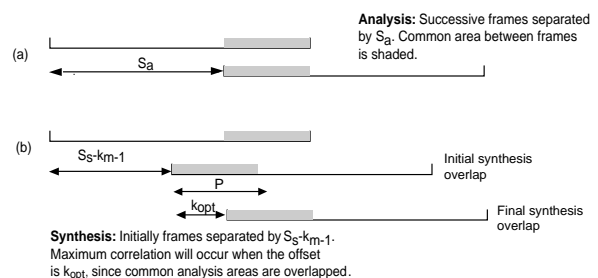 Analysis: Successive frames separated
by Sa. Common area between frames
is shaded.
(a)
Sa
(b)
Ss-km-1
Initial synthesis
overlap
P
kopt
Final synthesis
overlap
Synthesis: Initially frames separated by Ss-km-1.
Maximum correlation will occur when the offset
is kopt, since common analysis areas are overlapped.